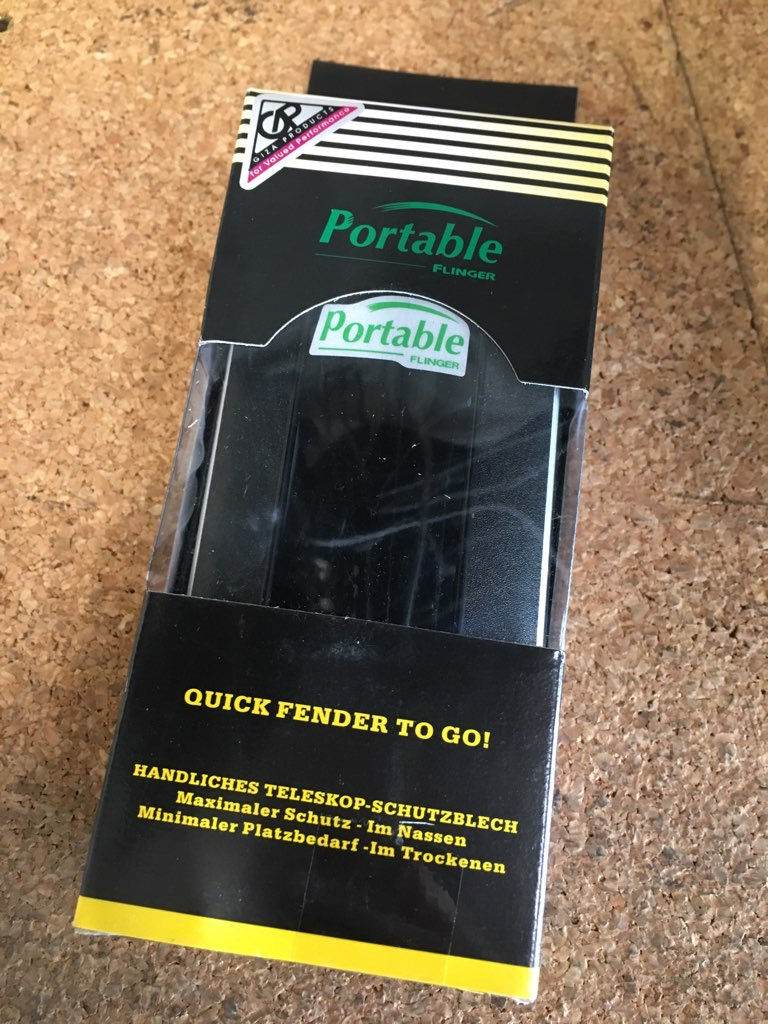 GP
GIZA PRODUCTS
for Valued Performance
Portable
FLINGER
Portable
FLINGER
QUICK FENDER TO GO!
HANDLICHES TELESKOP-SCHUTZBLECH
Maximaler Schutz - Im Nassen
Minimaler Platzbedarf -Im Trockenen